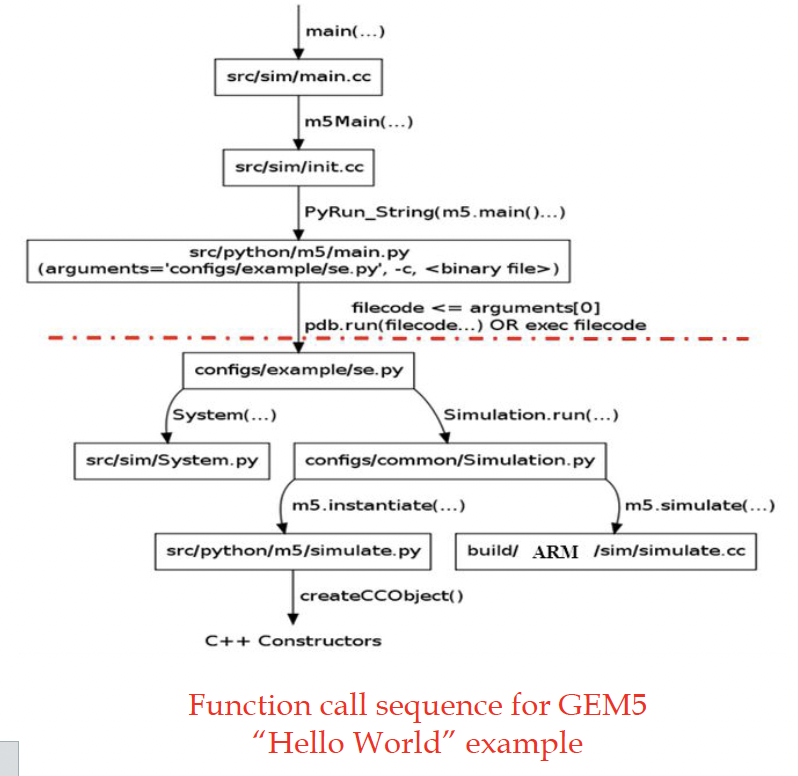 main(...)
src/sim/main.cc
m5Main(...)
src/sim/init.cc
PyRun_String(m5.main()...)
src/python/m5/main.py
(arguments='configs/example/se.py', -c, <binary file>)
filecode <= arguments[0]
pdb.run(filecode...) OR exec filecode
configs/example/se.py
System(...)
Simulation.run(...)
src/sim/System.py
configs/common/Simulation.py
m5.instantiate(...)
m5.simulate(...)
src/python/m5/simulate.py
build/ ARM /sim/simulate.cc
createCCObject()
C++ Constructors
Function call sequence for GEM5
“Hello World” example